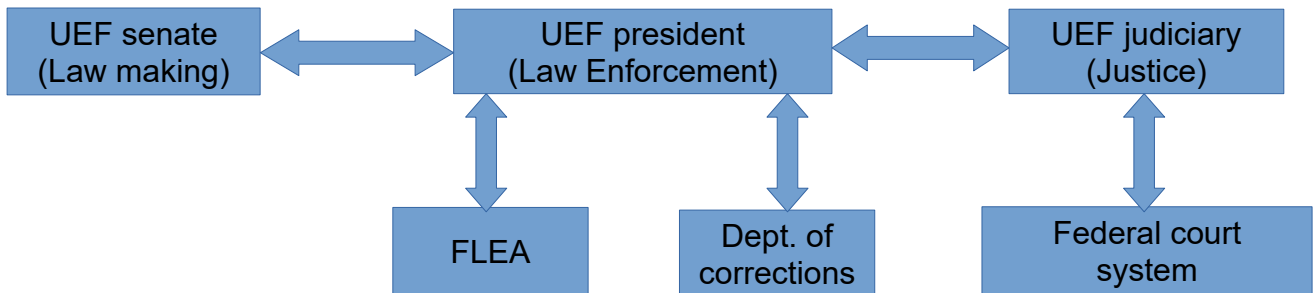 UEF senate
(Law making)
UEF president
(Law Enforcement)
UEF judiciary
(Justice)
FLEA
Dept. of
corrections
Federal court
system